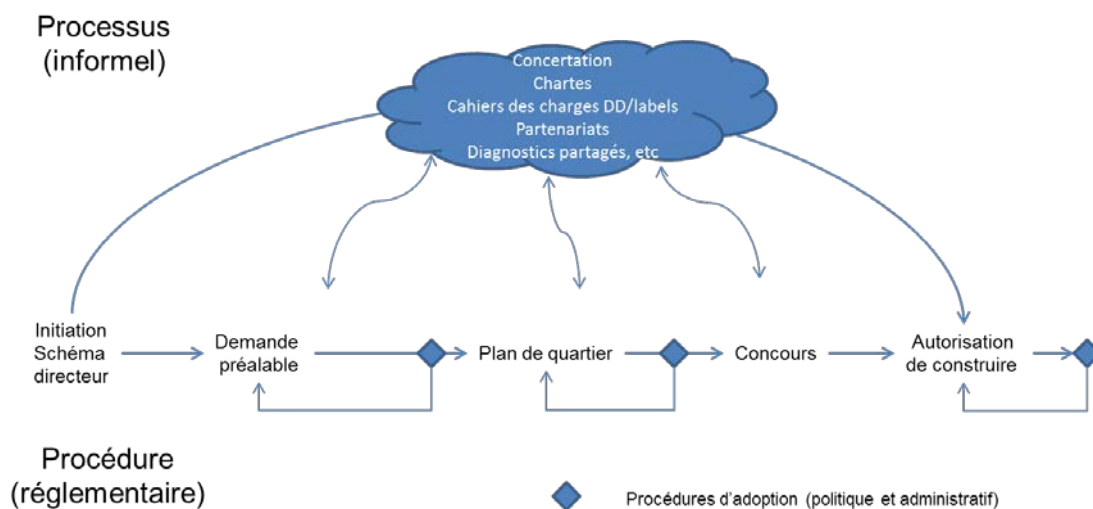 Processus
(informel)
Concertation
Chartes
Cahiers des charges DD/labels
Partenariats
Diagnostics partagés, etc
Initiation
Schéma
directeur
Demande
préalable
Plan de quartier
Concours
Autorisation
de construire
Procédure
(réglementaire)
Procédures d'adoption (politique et administratif)